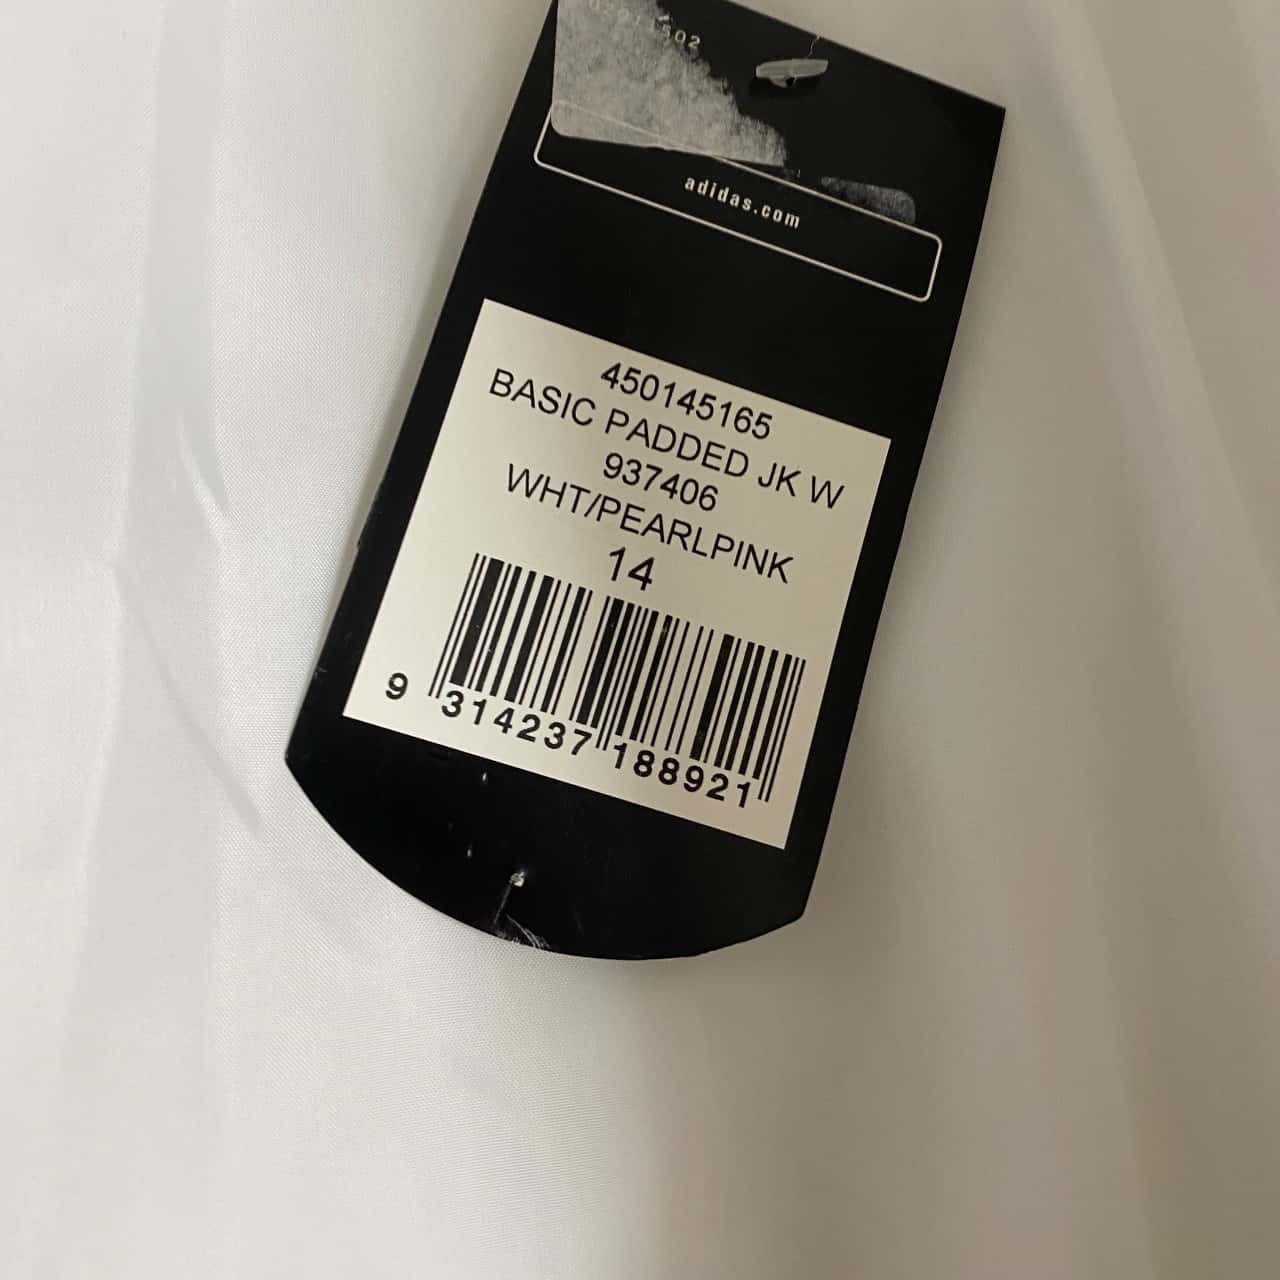 adidas.com
450145165
BASIC PADDED JK W
937406
WHT/PEARLPINK
14
9 314237 188921